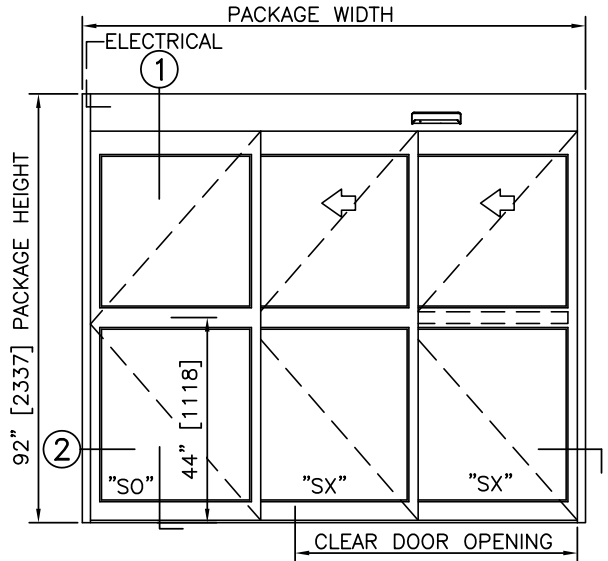 PACKAGE WIDTH
ELECTRICAL
1
92" [2337] PACKAGE HEIGHT
44" [1118]
2
"SO"
"SX"
"SX"
CLEAR DOOR OPENING